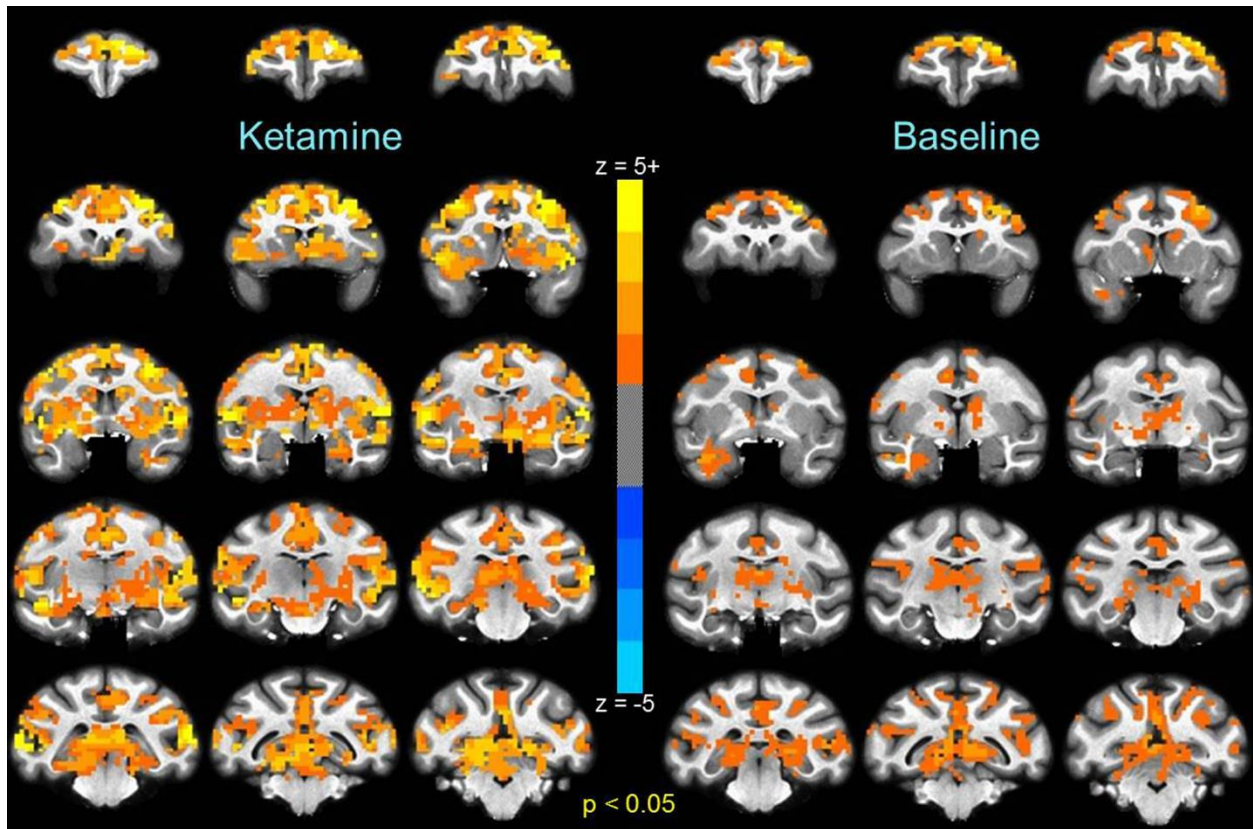 Ketamine
Baseline
z = 5+
z = -5
p < 0.05